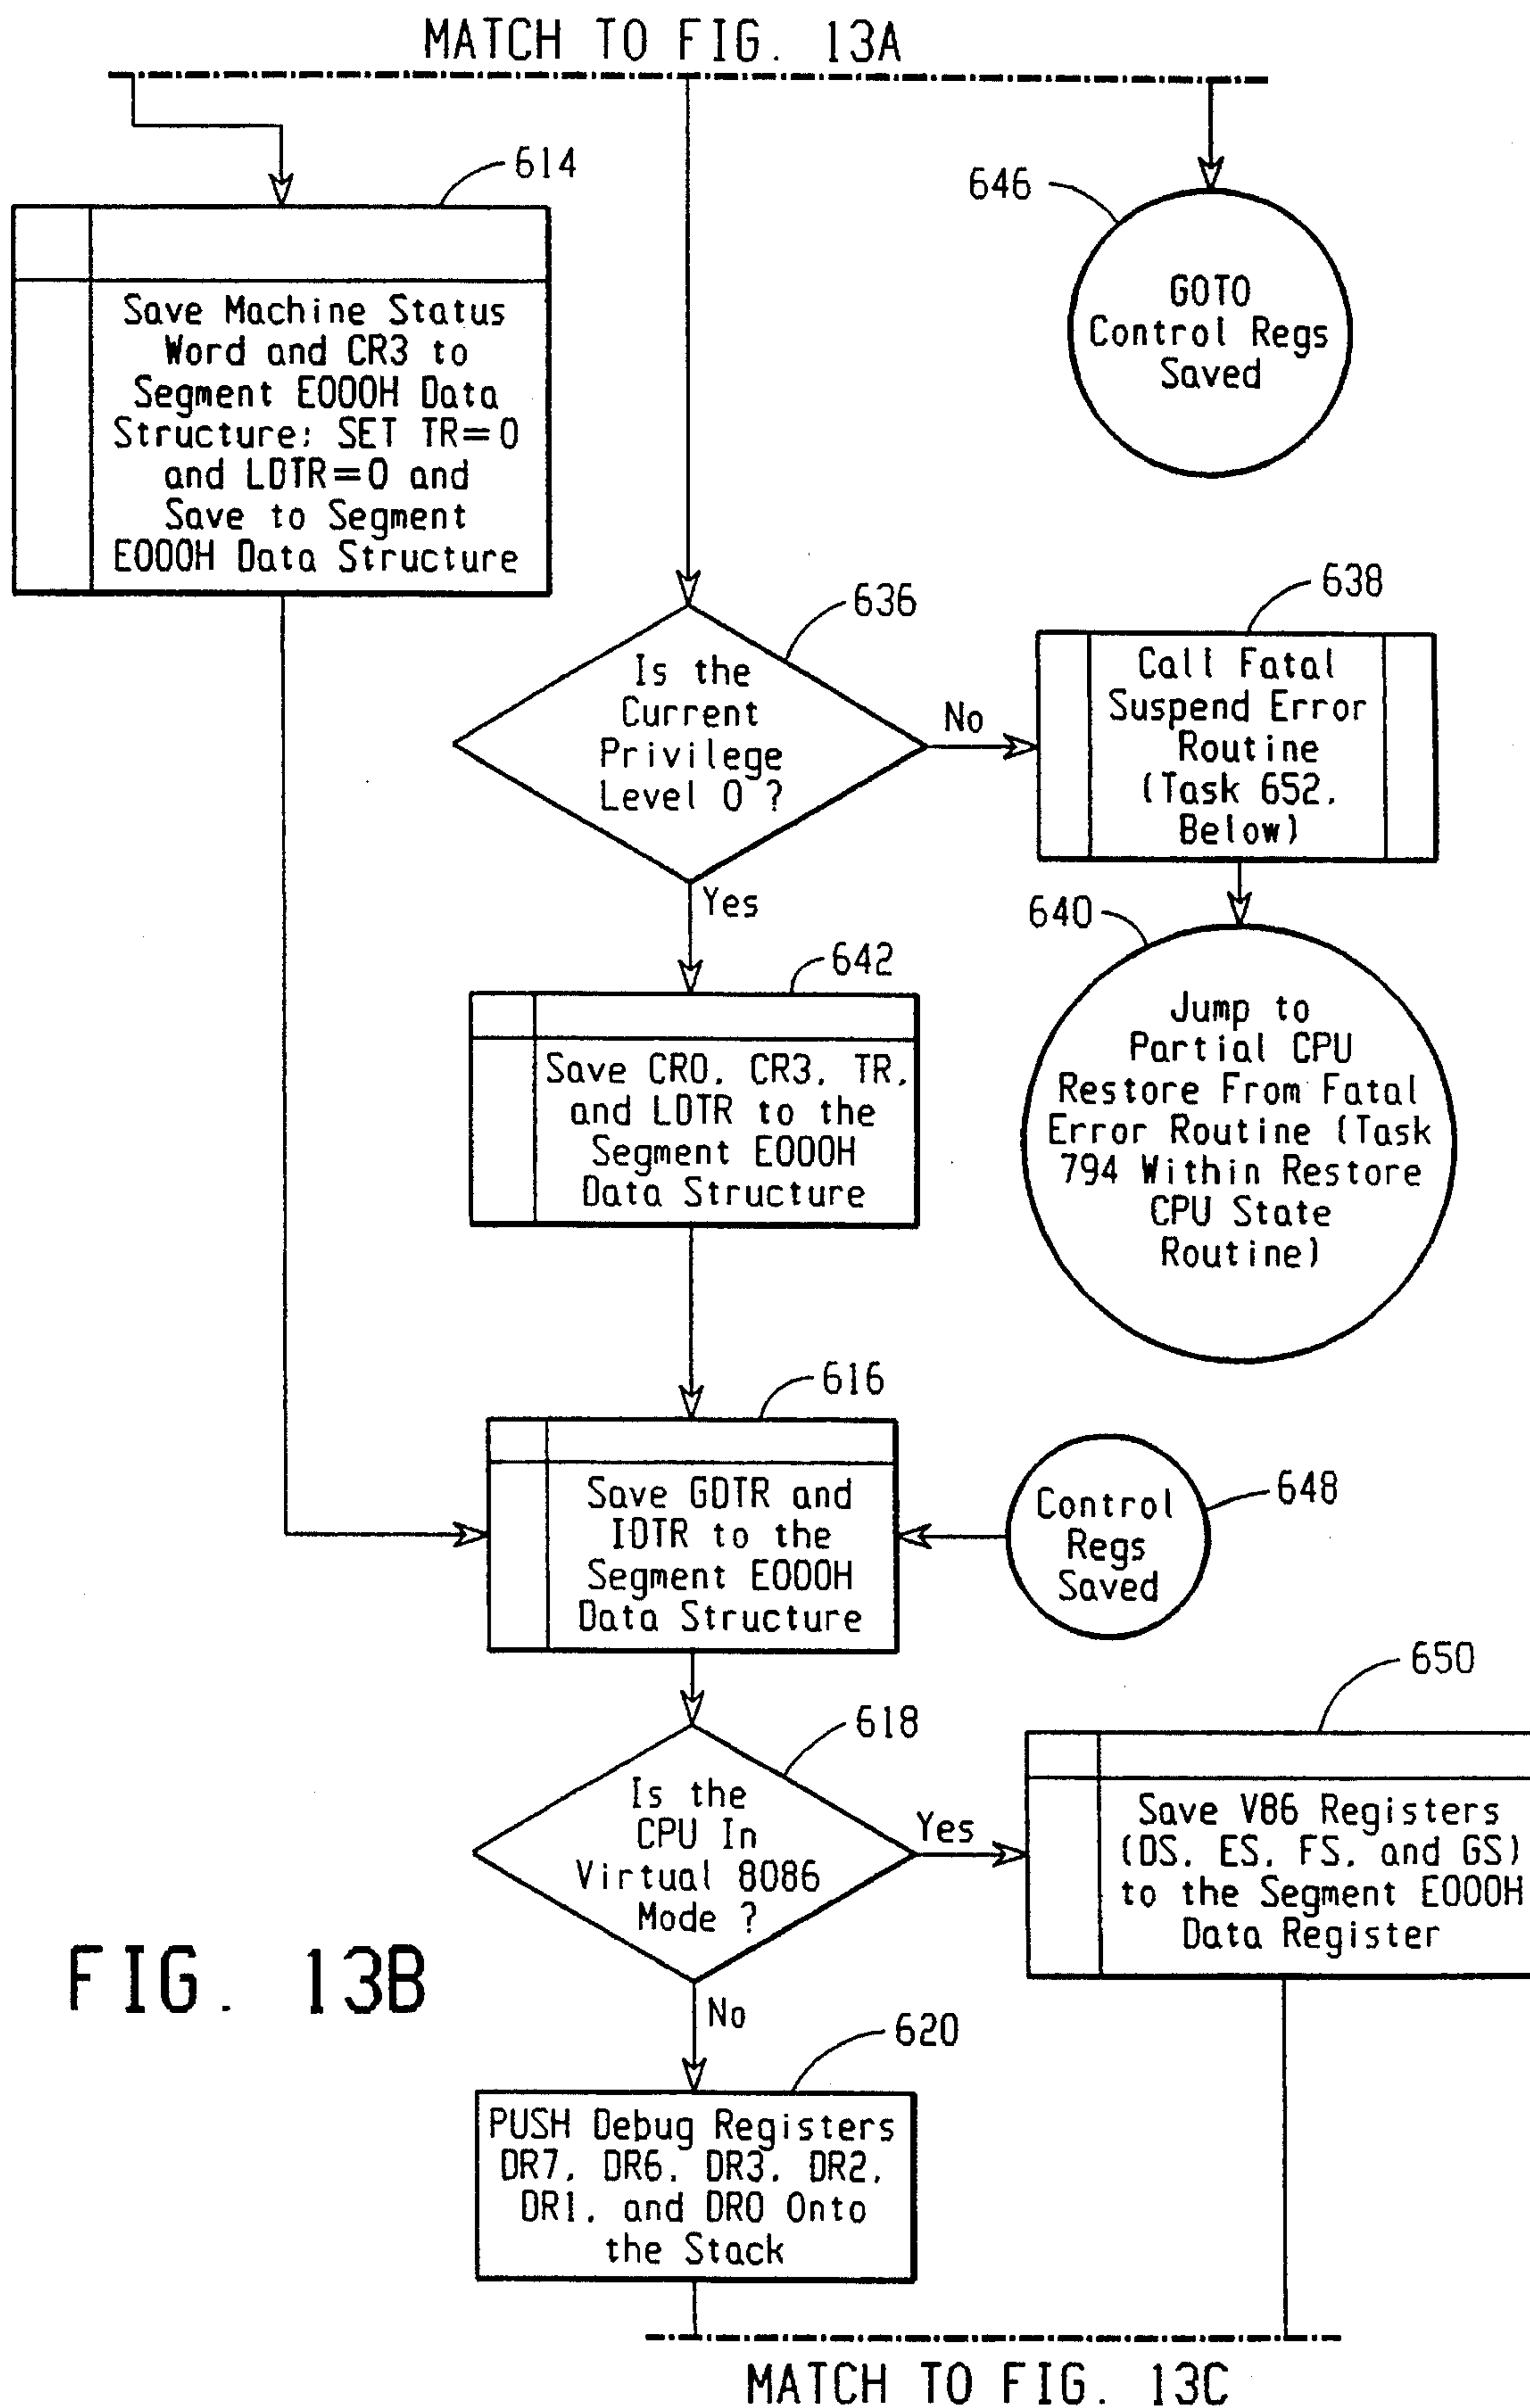 MATCH TO FIG. 13A
614
Save Machine Status
Word and CR3 to
Segment E000H Data
Structure; SET TR=0
and LDTR=0 and
Save to Segment
E000H Data Structure
646
GOTO
Control Regs
Saved
636
Is the
Current
Privilege
Level 0 ?
No
Yes
638
Call Fatal
Suspend Error
Routine
(Task 652,
Below)
640
Jump to
Partial CPU
Restore From Fatal
Error Routine (Task
794 Within Restore
CPU State
Routine)
642
Save CR0, CR3, TR,
and LDTR to the
Segment E000H
Data Structure
616
Save GDTR and
IDTR to the
Segment E000H
Data Structure
648
Control
Regs
Saved
618
Is the
CPU In
Virtual 8086
Mode ?
Yes
No
650
Save V86 Registers
(DS, ES, FS, and GS)
to the Segment E000H
Data Register
FIG. 13B
620
PUSH Debug Registers
DR7, DR6, DR3, DR2,
DR1, and DR0 Onto
the Stack
MATCH TO FIG. 13C